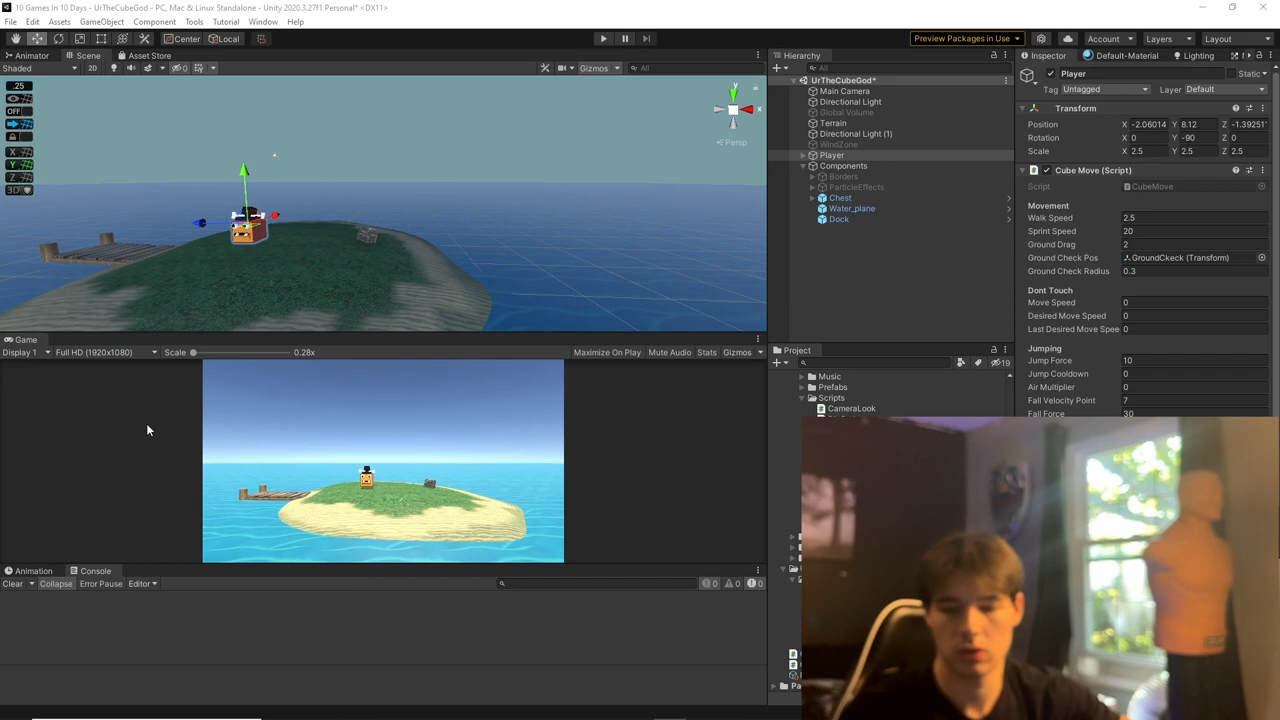 10 Games In 10 Days - UrTheCubeGod - PC, Mac & Linux Standalone - Unity 2020.3.27f1 Personal* <DX11>
File Edit Assets GameObject Component Tools Tutorial Window Help
Center Local Preview Packages in Use Account Layers Layout
Animator Scene Asset Store
Shaded 2D 0 Gizmos All
.25
OFF
X
Y
Z
3D
y
x
Persp
Game
Display 1 Full HD (1920x1080) Scale 0.28x Maximize On Play Mute Audio Stats Gizmos
Animation Console
Clear Collapse Error Pause Editor 0 0 0
Hierarchy
All
UrTheCubeGod*
Main Camera
Directional Light
Global Volume
Terrain
Directional Light (1)
WindZone
Player
Components
Borders
ParticleEffects
Chest
Water_plane
Dock
Project
19
Music
Prefabs
Scripts
CameraLook
Pa
Inspector Default-Material Lighting
Player Static
Tag Untagged Layer Default
Transform
Position X -2.06014 Y 8.12 Z -1.39251
Rotation X 0 Y -90 Z 0
Scale X 2.5 Y 2.5 Z 2.5
Cube Move (Script)
Script CubeMove
Movement
Walk Speed 2.5
Sprint Speed 20
Ground Drag 2
Ground Check Pos GroundCkeck (Transform)
Ground Check Radius 0.3
Dont Touch
Move Speed 0
Desired Move Speed 0
Last Desired Move Spee 0
Jumping
Jump Force 10
Jump Cooldown 0
Air Multiplier 0
Fall Velocity Point 7
Fall Force 30